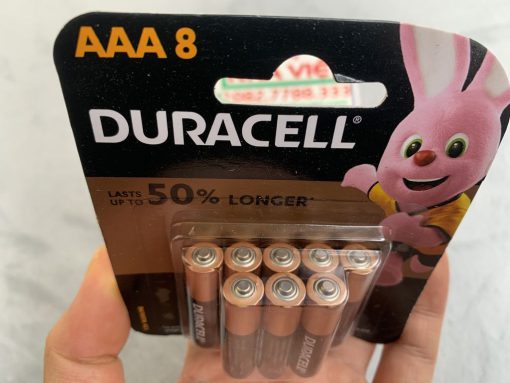 AAA 8
DURACELL®
LASTS
UP TO 50% LONGER*
DURACELL
DURACELL